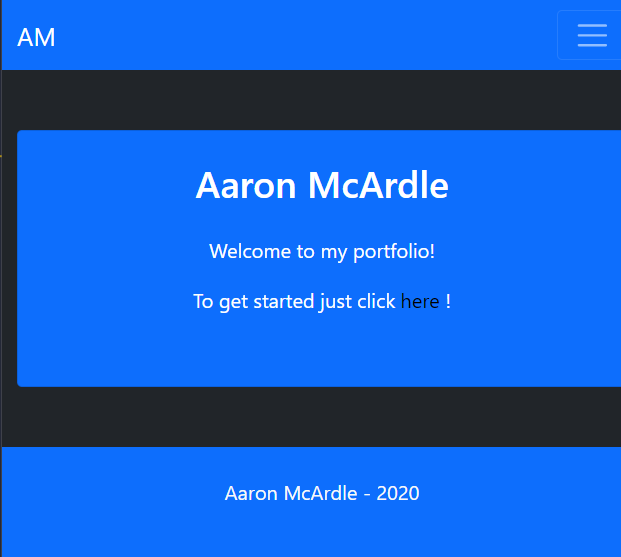 AM
Aaron McArdle
Welcome to my portfolio!
To get started just click here !
Aaron McArdle - 2020